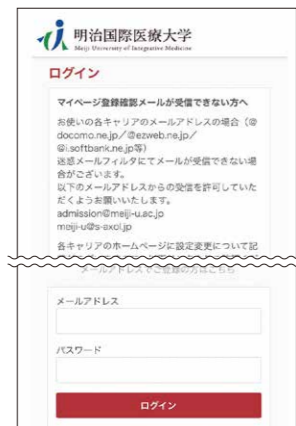 明治国際医療大学
Meiji University of Integrative Medicine
ログイン
マイページ登録確認メールが受信できない方へ
お使いの各キャリアのメールアドレスの場合（@
docomo.ne.jp／@ezweb.ne.jp／
@i.softbank.ne.jp等）
迷惑メールフィルタにてメールが受信できない場
合がございます。
以下のメールアドレスからの受信を許可していた
だくようお願いいたします。
admission@meiji-u.ac.jp
meiji-u@s-axol.jp
各キャリアのホームページに設定変更について記
メールアドレスでご登録の方はこちら
メールアドレス
パスワード
ログイン